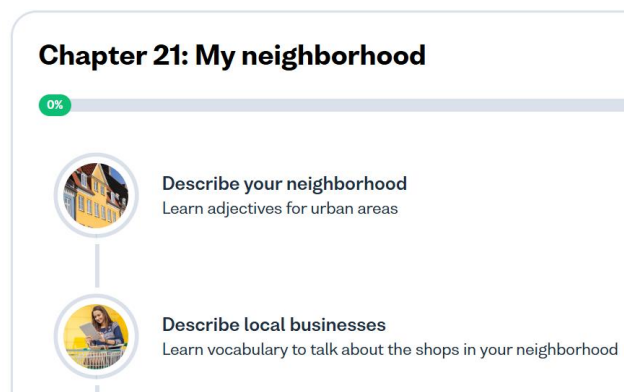 Chapter 21: My neighborhood
0%
Describe your neighborhood
Learn adjectives for urban areas
Describe local businesses
Learn vocabulary to talk about the shops in your neighborhood